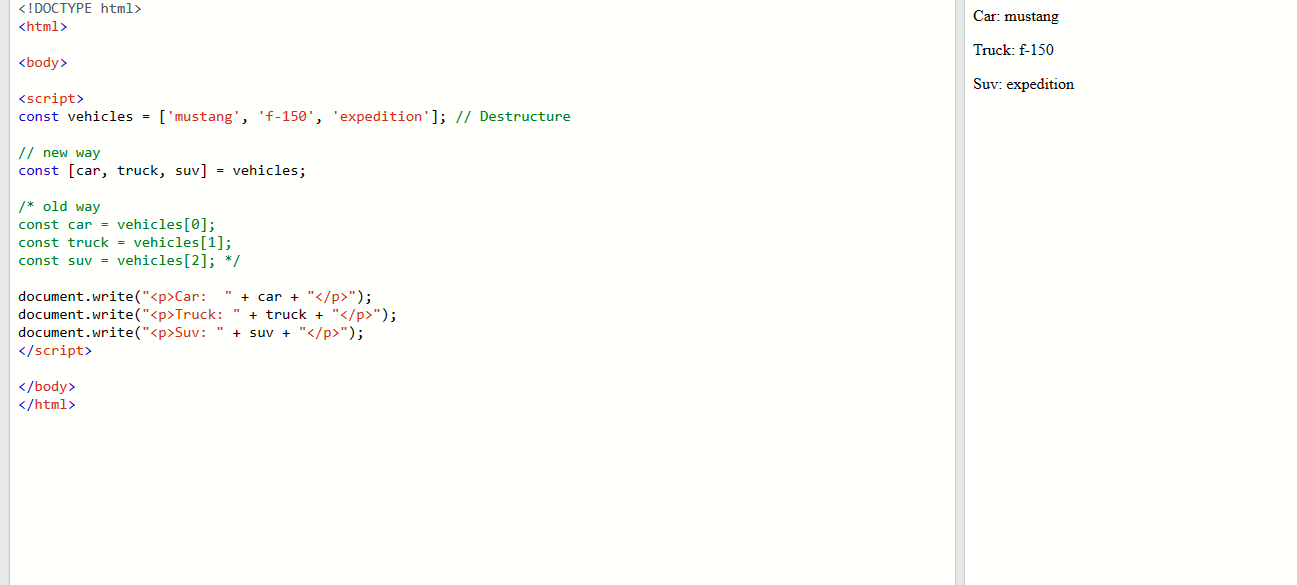 <!DOCTYPE html>
<html>
<body>
<script>
const vehicles = ['mustang', 'f-150', 'expedition']; // Destructure
// new way
const [car, truck, suv] = vehicles;
/* old way
const car = vehicles[0];
const truck = vehicles[1];
const suv = vehicles[2]; */
document.write("<p>Car:  " + car + "</p>");
document.write("<p>Truck: " + truck + "</p>");
document.write("<p>Suv: " + suv + "</p>");
</script>
</body>
</html>
Car: mustang
Truck: f-150
Suv: expedition